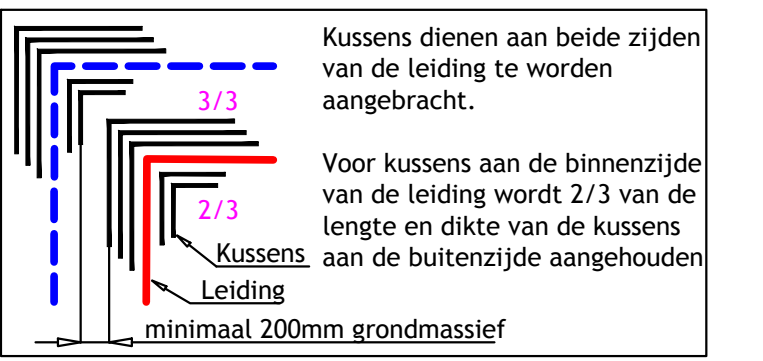 Kussens dienen aan beide zijden
van de leiding te worden
aangebracht.
3/3
Voor kussens aan de binnenzijde
van de leiding wordt 2/3 van de
lengte en dikte van de kussens
aan de buitenzijde aangehouden
2/3
Kussens
Leiding
minimaal 200mm grondmassief